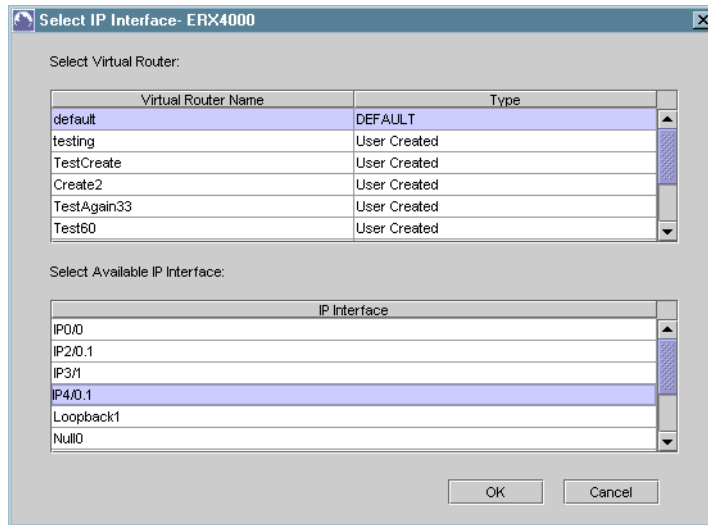 Select IP Interface- ERX4000
Select Virtual Router:
Virtual Router Name Type
default DEFAULT
testing User Created
TestCreate User Created
Create2 User Created
TestAgain33 User Created
Test60 User Created
Select Available IP Interface:
IP Interface
IP0/0
IP2/0.1
IP3/1
IP4/0.1
Loopback1
Null0
OK Cancel